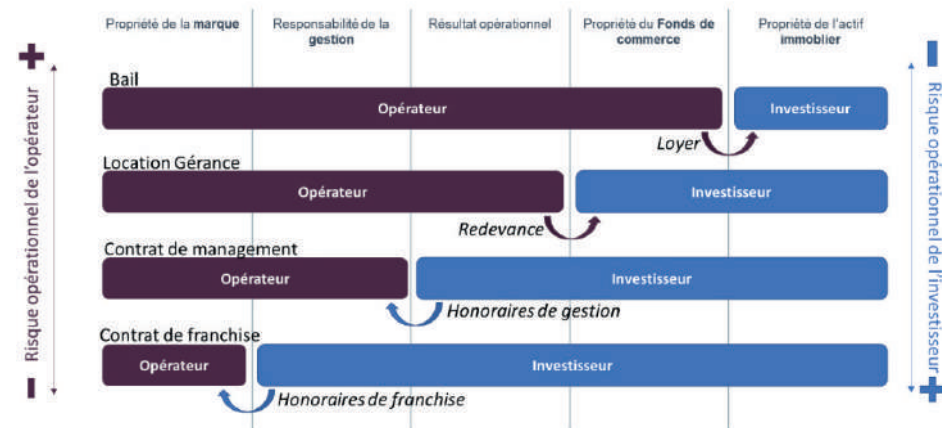 Propriété de la marque
Responsabilité de la gestion
Résultat opérationnel
Propriété du Fonds de commerce
Propriété de l'actif immobilier
+
Risque opérationnel de l'opérateur
-
-
Risque opérationnel de l'investisseur
+
Bail
Opérateur
Investisseur
Loyer
Location Gérance
Opérateur
Investisseur
Redevance
Contrat de management
Opérateur
Investisseur
Honoraires de gestion
Contrat de franchise
Opérateur
Investisseur
Honoraires de franchise